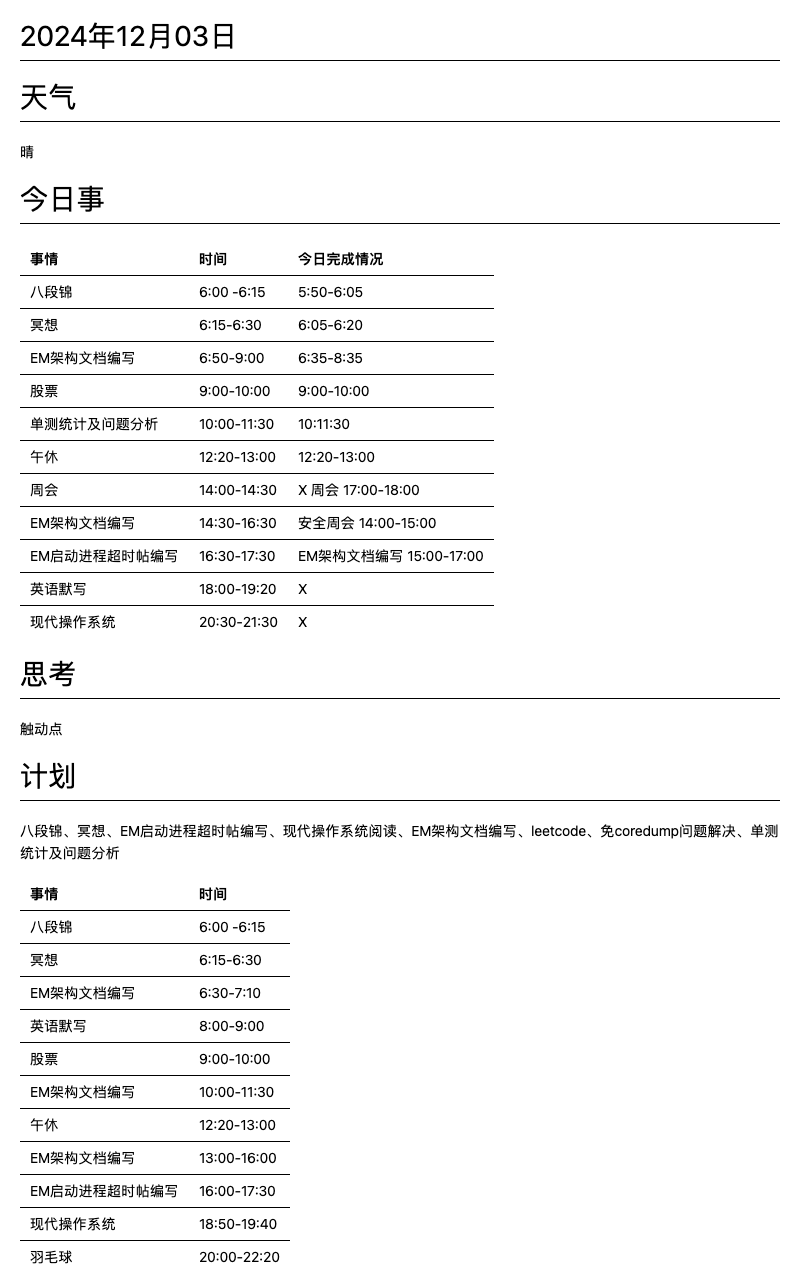 2024年12月03日
天气
晴
今日事
事情 时间 今日完成情况
八段锦 6:00 -6:15 5:50-6:05
冥想 6:15-6:30 6:05-6:20
EM架构文档编写 6:50-9:00 6:35-8:35
股票 9:00-10:00 9:00-10:00
单测统计及问题分析 10:00-11:30 10:11:30
午休 12:20-13:00 12:20-13:00
周会 14:00-14:30 X 周会 17:00-18:00
EM架构文档编写 14:30-16:30 安全周会 14:00-15:00
EM启动进程超时帖编写 16:30-17:30 EM架构文档编写 15:00-17:00
英语默写 18:00-19:20 X
现代操作系统 20:30-21:30 X
思考
触动点
计划
八段锦、冥想、EM启动进程超时帖编写、现代操作系统阅读、EM架构文档编写、leetcode、免coredump问题解决、单测
统计及问题分析
事情 时间
八段锦 6:00 -6:15
冥想 6:15-6:30
EM架构文档编写 6:30-7:10
英语默写 8:00-9:00
股票 9:00-10:00
EM架构文档编写 10:00-11:30
午休 12:20-13:00
EM架构文档编写 13:00-16:00
EM启动进程超时帖编写 16:00-17:30
现代操作系统 18:50-19:40
羽毛球 20:00-22:20